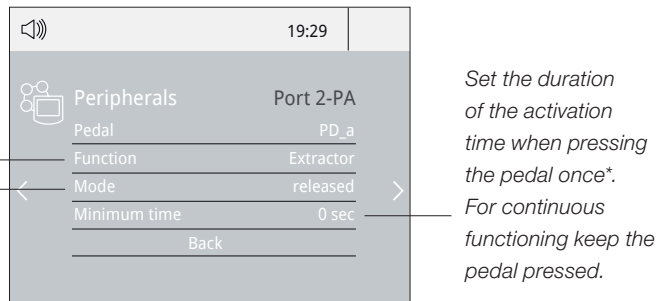 19:29
Peripherals Port 2-PA
Pedal PD_a
Function Extractor
Mode released
Minimum time 0 sec
Back
Set the duration
of the activation
time when pressing
the pedal once*.
For continuous
functioning keep the
pedal pressed.